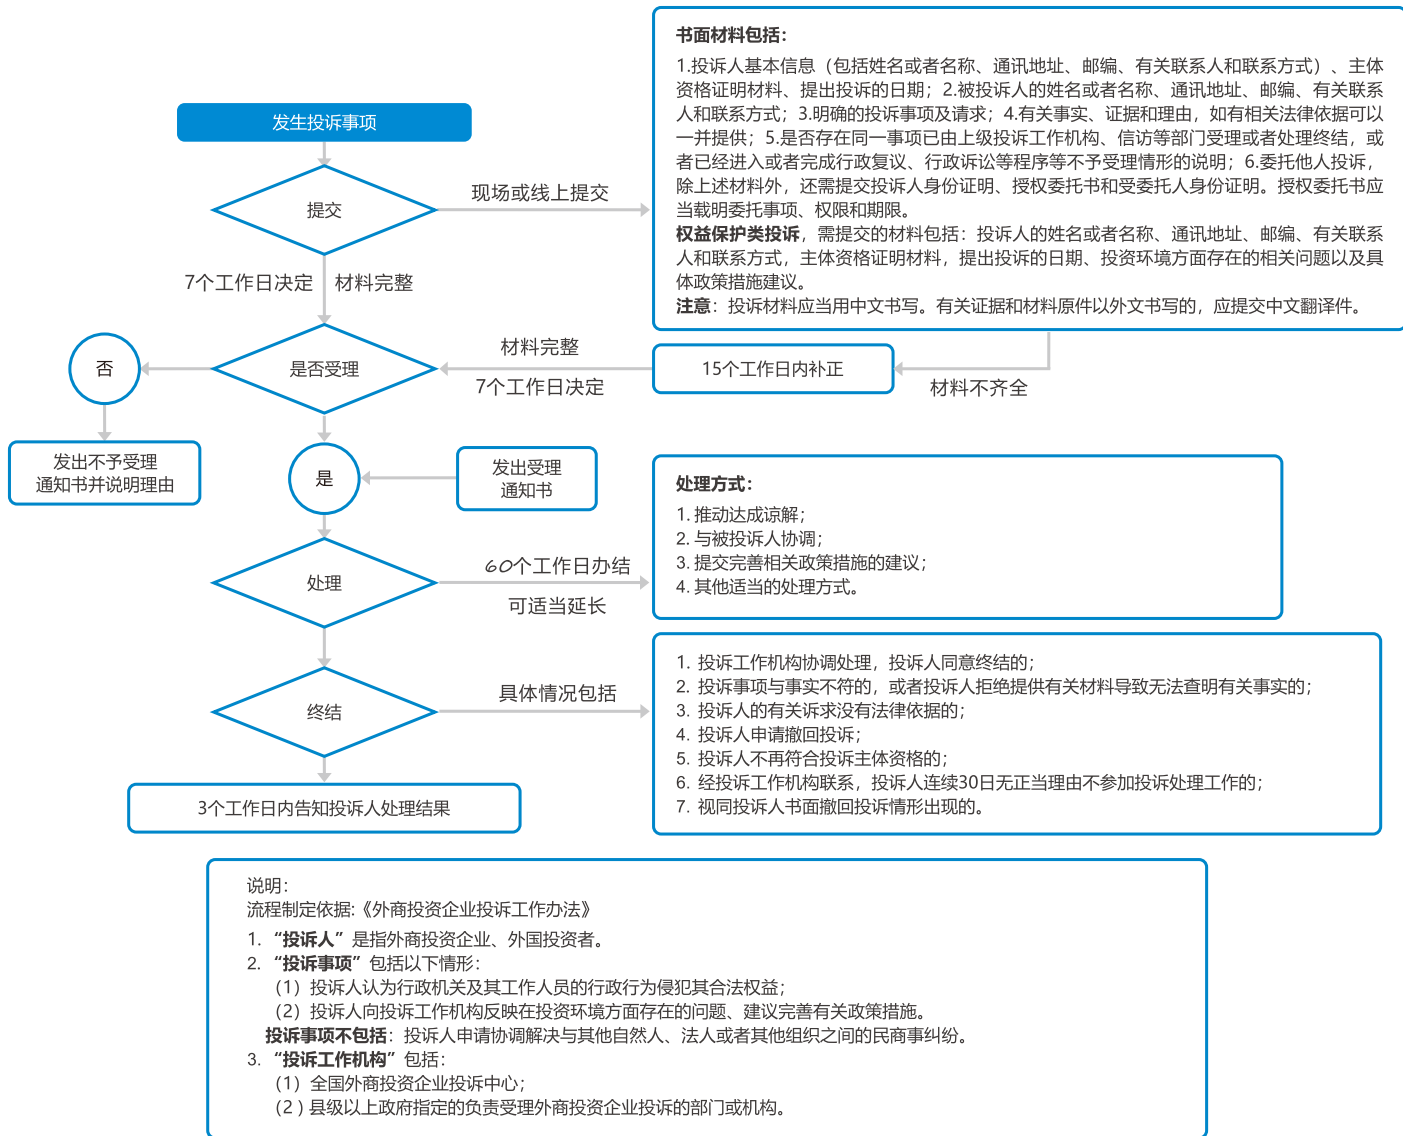 发生投诉事项
提交
现场或线上提交
书面材料包括：
1.投诉人基本信息（包括姓名或者名称、通讯地址、邮编、有关联系人和联系方式）、主体
资格证明材料、提出投诉的日期；2.被投诉人的姓名或者名称、通讯地址、邮编、有关联系
人和联系方式；3.明确的投诉事项及请求；4.有关事实、证据和理由，如有相关法律依据可以
一并提供；5.是否存在同一事项已由上级投诉工作机构、信访等部门受理或者处理终结，或
者已经进入或者完成行政复议、行政诉讼等程序等不予受理情形的说明；6.委托他人投诉，
除上述材料外，还需提交投诉人身份证明、授权委托书和受委托人身份证明。授权委托书应
当载明委托事项、权限和期限。
权益保护类投诉，需提交的材料包括：投诉人的姓名或者名称、通讯地址、邮编、有关联系
人和联系方式，主体资格证明材料，提出投诉的日期、投资环境方面存在的相关问题以及具
体政策措施建议。
注意：投诉材料应当用中文书写。有关证据和材料原件以外文书写的，应提交中文翻译件。
7个工作日决定 材料完整
否
是否受理
材料完整
7个工作日决定
15个工作日内补正
材料不齐全
发出不予受理
通知书并说明理由
是
发出受理
通知书
处理
60个工作日办结
可适当延长
处理方式：
1. 推动达成谅解；
2. 与被投诉人协调；
3. 提交完善相关政策措施的建议；
4. 其他适当的处理方式。
终结
具体情况包括
1. 投诉工作机构协调处理，投诉人同意终结的；
2. 投诉事项与事实不符的，或者投诉人拒绝提供有关材料导致无法查明有关事实的；
3. 投诉人的有关诉求没有法律依据的；
4. 投诉人申请撤回投诉；
5. 投诉人不再符合投诉主体资格的；
6. 经投诉工作机构联系，投诉人连续30日无正当理由不参加投诉处理工作的；
7. 视同投诉人书面撤回投诉情形出现的。
3个工作日内告知投诉人处理结果
说明：
流程制定依据:《外商投资企业投诉工作办法》
1. “投诉人”是指外商投资企业、外国投资者。
2. “投诉事项”包括以下情形：
（1）投诉人认为行政机关及其工作人员的行政行为侵犯其合法权益；
（2）投诉人向投诉工作机构反映在投资环境方面存在的问题、建议完善有关政策措施。
投诉事项不包括：投诉人申请协调解决与其他自然人、法人或者其他组织之间的民商事纠纷。
3. “投诉工作机构”包括：
（1）全国外商投资企业投诉中心；
（2）县级以上政府指定的负责受理外商投资企业投诉的部门或机构。